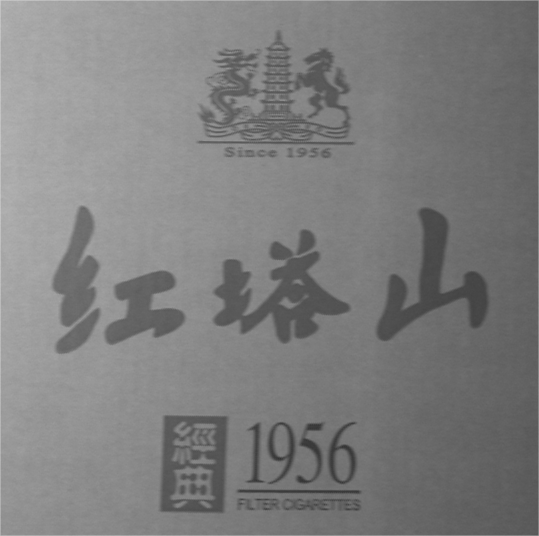 Since 1956
红塔山
經典
1956
FILTER CIGARETTES